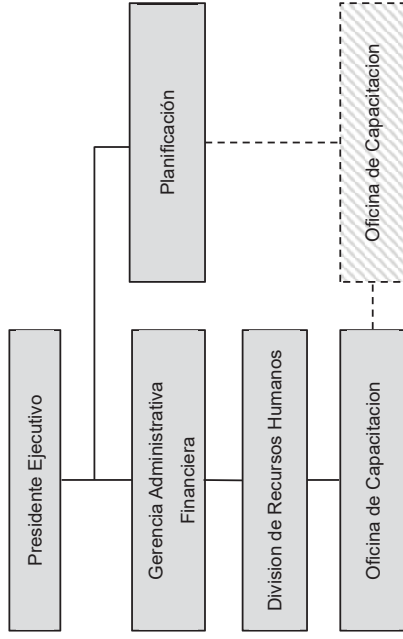 Presidente Ejecutivo
Planificación
Gerencia Administrativa
Financiera
Division de Recursos Humanos
Oficina de Capacitacion
Oficina de Capacitacion